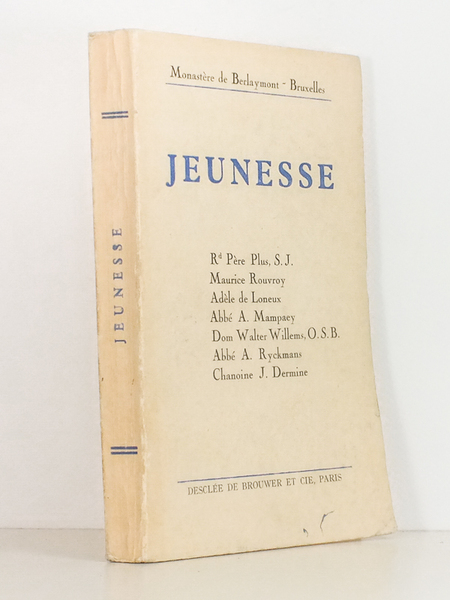 Monastère de Berlaymont - Bruxelles
JEUNESSE
Rd Père Plus, S. J.
Maurice Rouvroy
Adèle de Loneux
Abbé A. Mampaey
Dom Walter Willems, O. S. B.
Abbé A. Ryckmans
Chanoine J. Dermine
DESCLÉE DE BROUWER ET CIE, PARIS
JEUNESSE